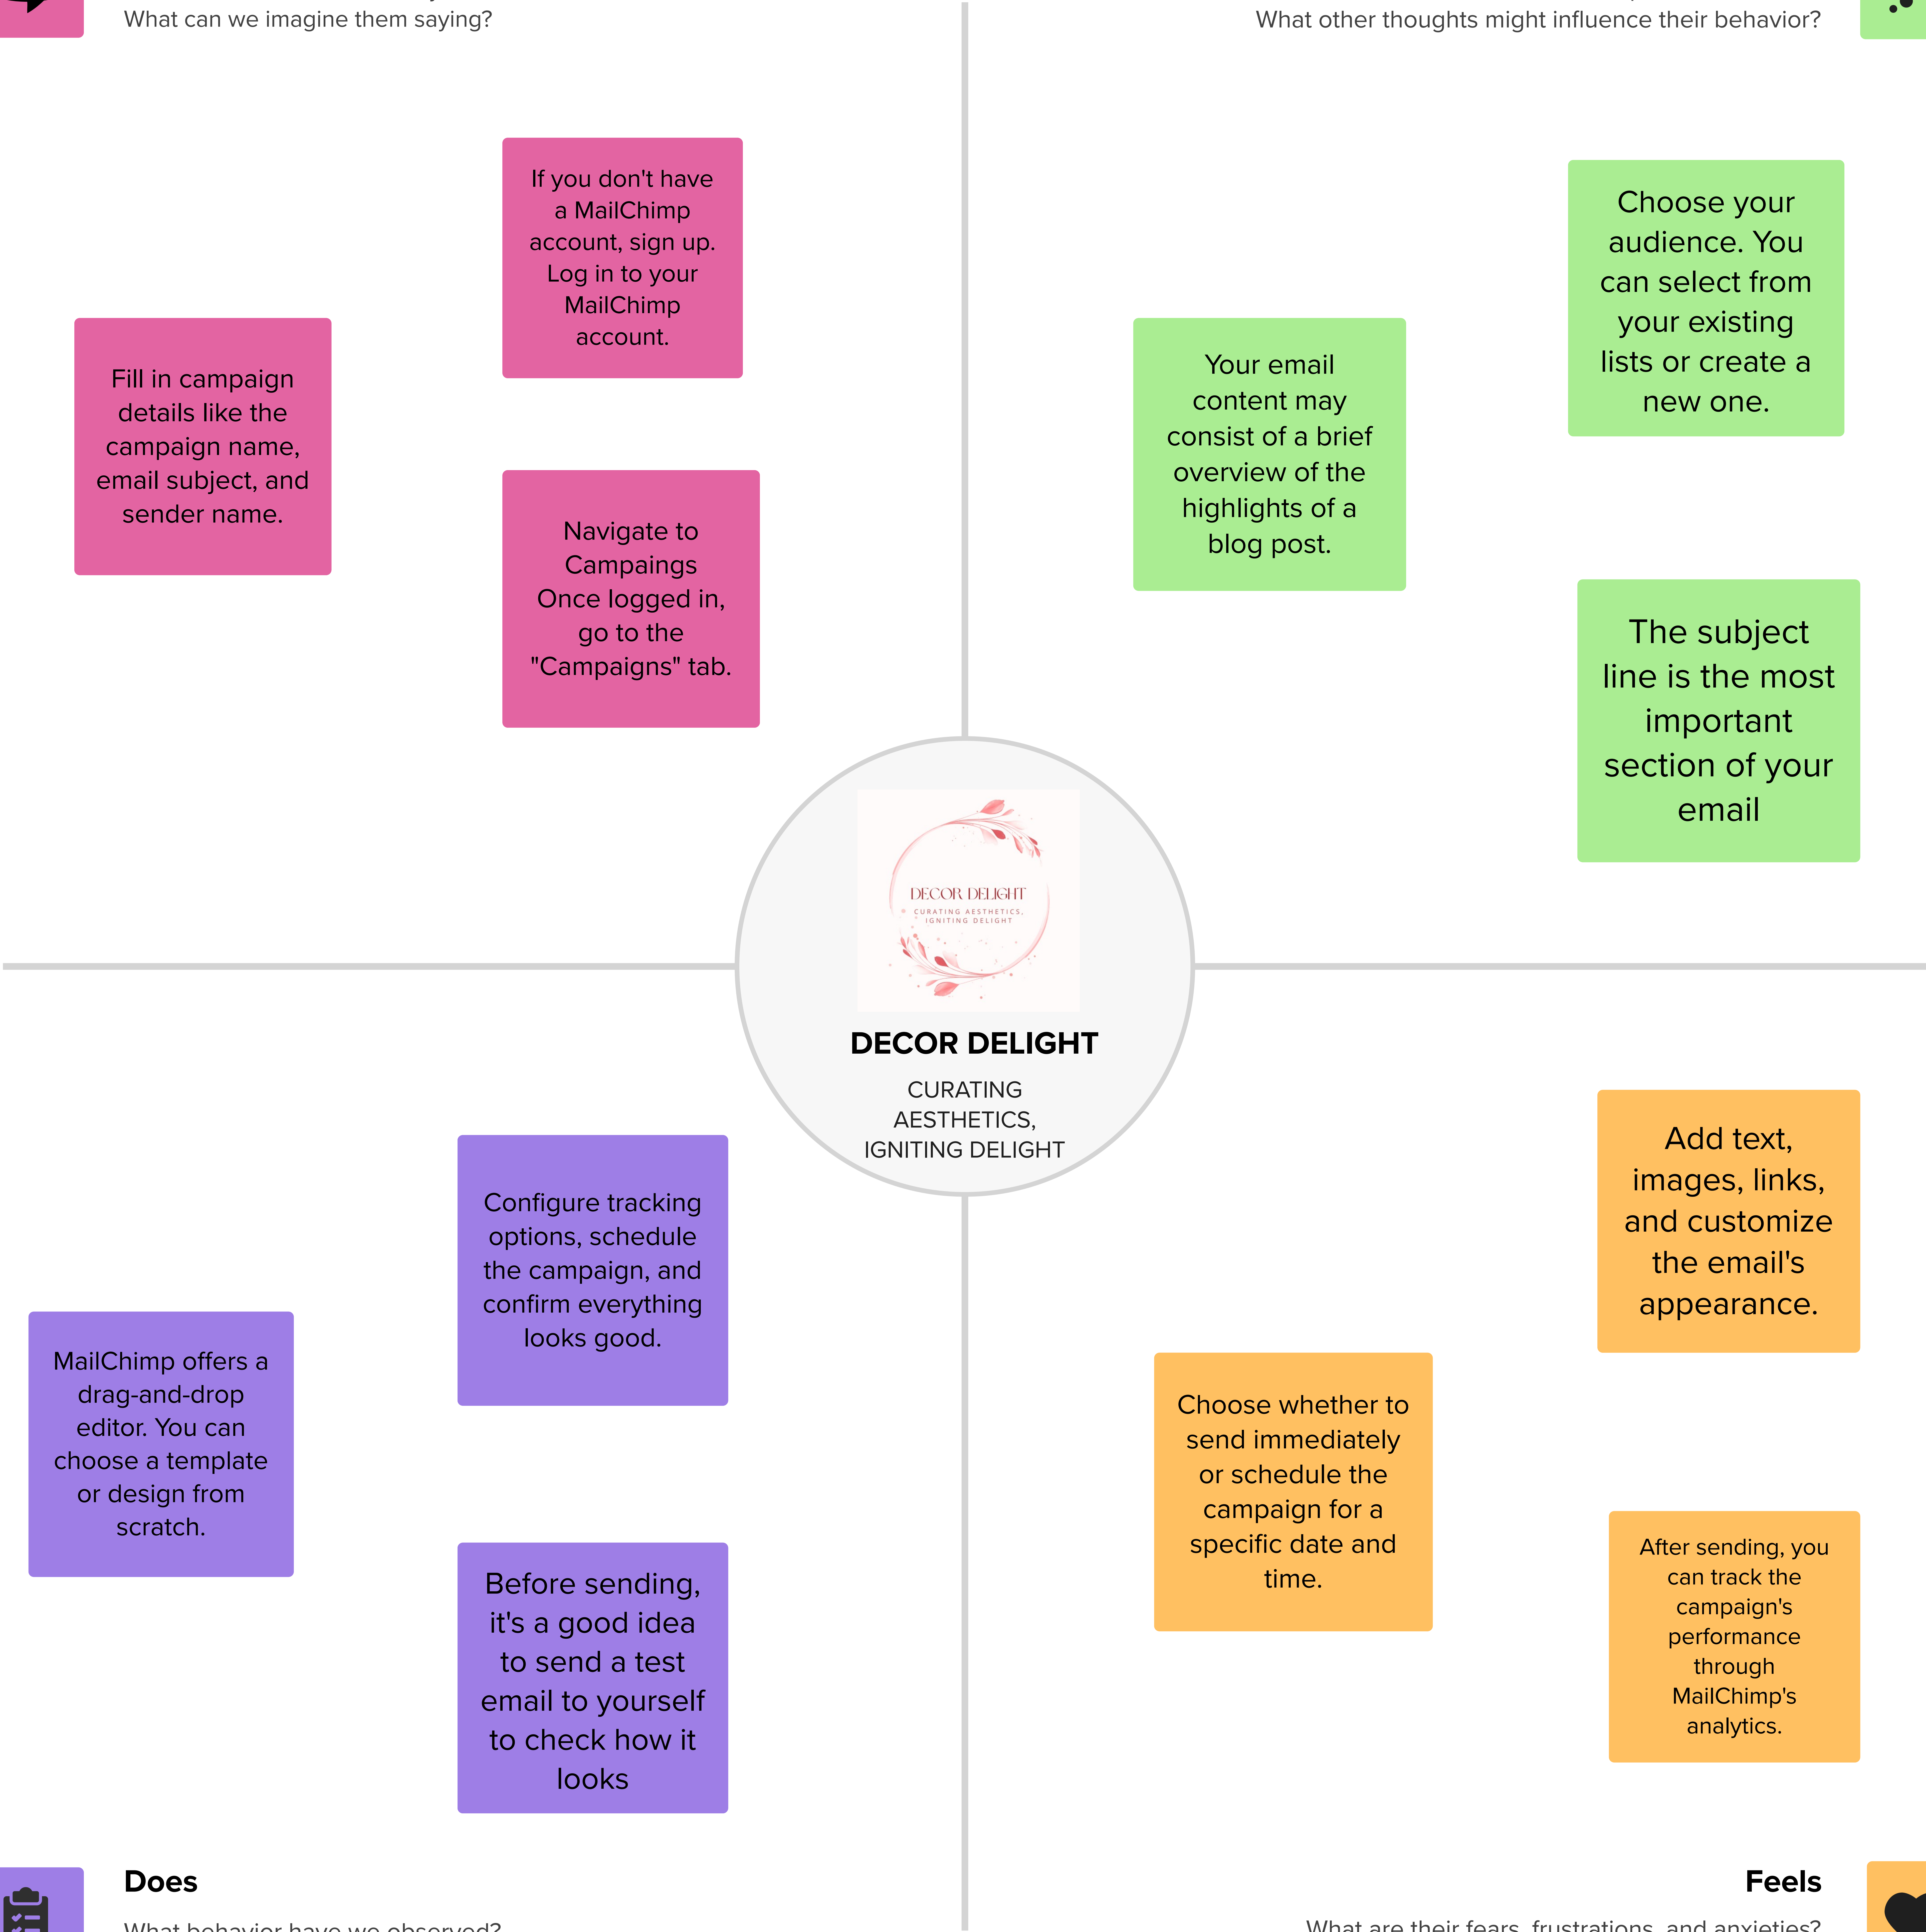 What can we imagine them saying?
What other thoughts might influence their behavior?
If you don't have
a MailChimp
account, sign up.
Log in to your
MailChimp
account.
Fill in campaign
details like the
campaign name,
email subject, and
sender name.
Navigate to
Campaings
Once logged in,
go to the
"Campaigns" tab.
Choose your
audience. You
can select from
your existing
lists or create a
new one.
Your email
content may
consist of a brief
overview of the
highlights of a
blog post.
The subject
line is the most
important
section of your
email
DECOR DELIGHT
CURATING AESTHETICS,
IGNITING DELIGHT
DECOR DELIGHT
CURATING
AESTHETICS,
IGNITING DELIGHT
Configure tracking
options, schedule
the campaign, and
confirm everything
looks good.
MailChimp offers a
drag-and-drop
editor. You can
choose a template
or design from
scratch.
Before sending,
it's a good idea
to send a test
email to yourself
to check how it
looks
Add text,
images, links,
and customize
the email's
appearance.
Choose whether to
send immediately
or schedule the
campaign for a
specific date and
time.
After sending, you
can track the
campaign's
performance
through
MailChimp's
analytics.
Does
What behavior have we observed?
Feels
What are their fears, frustrations, and anxieties?